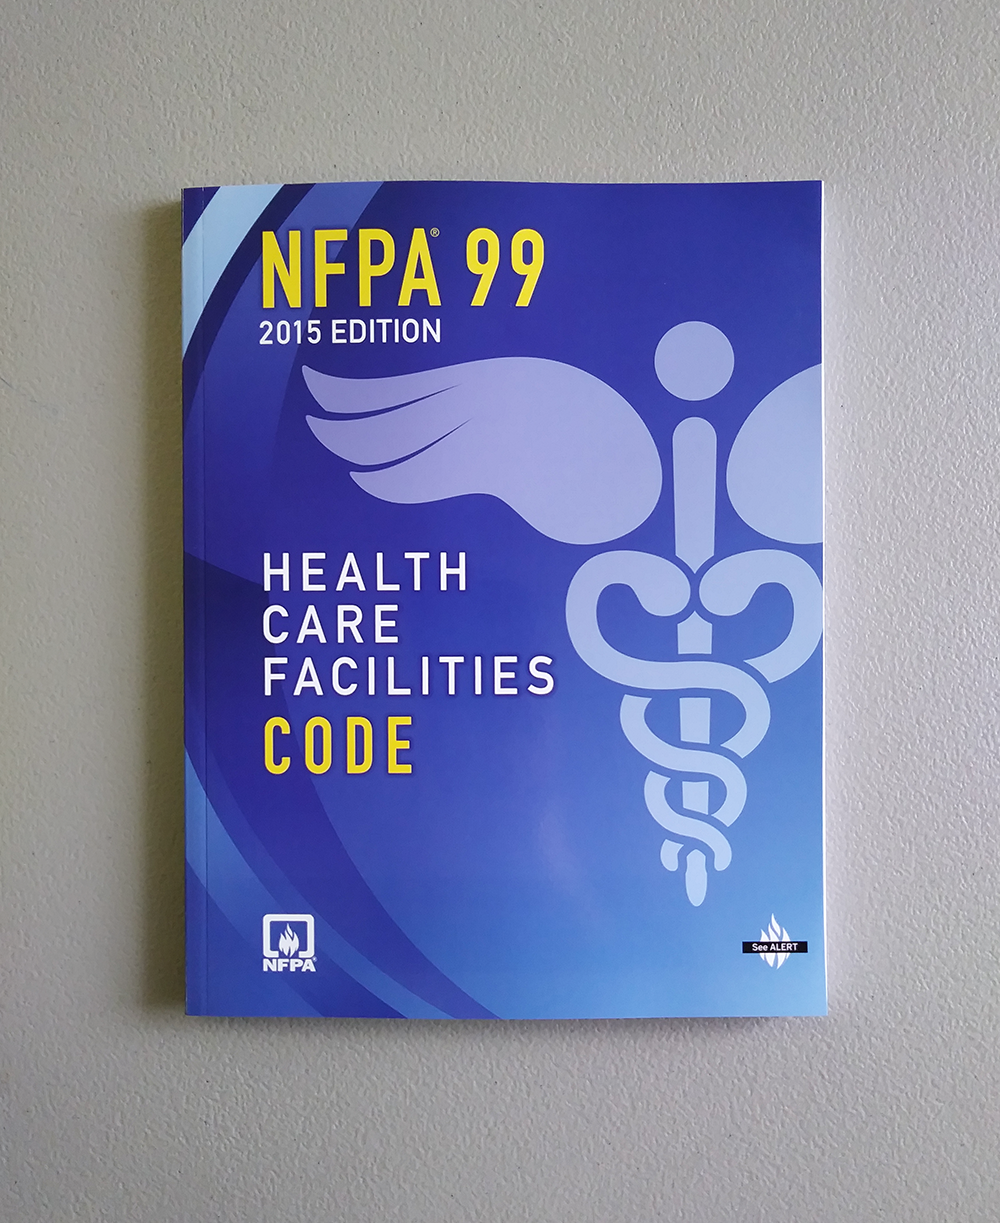 NFPA® 99
2015 EDITION
HEALTH
CARE
FACILITIES
CODE
NFPA®
See ALERT